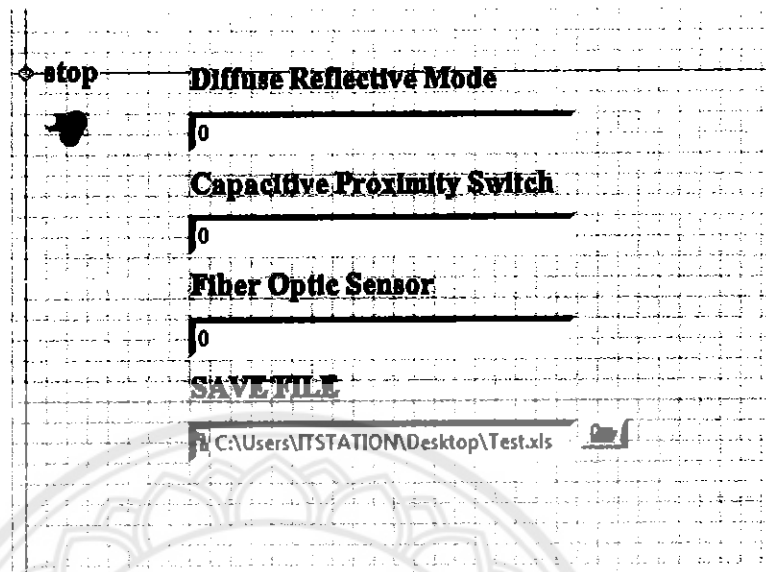 stop
Diffuse Reflective Mode
0
Capacitive Proximity Switch
0
Fiber Optic Sensor
0
SAVE FILE
C:\Users\ITSTATION\Desktop\Test.xls